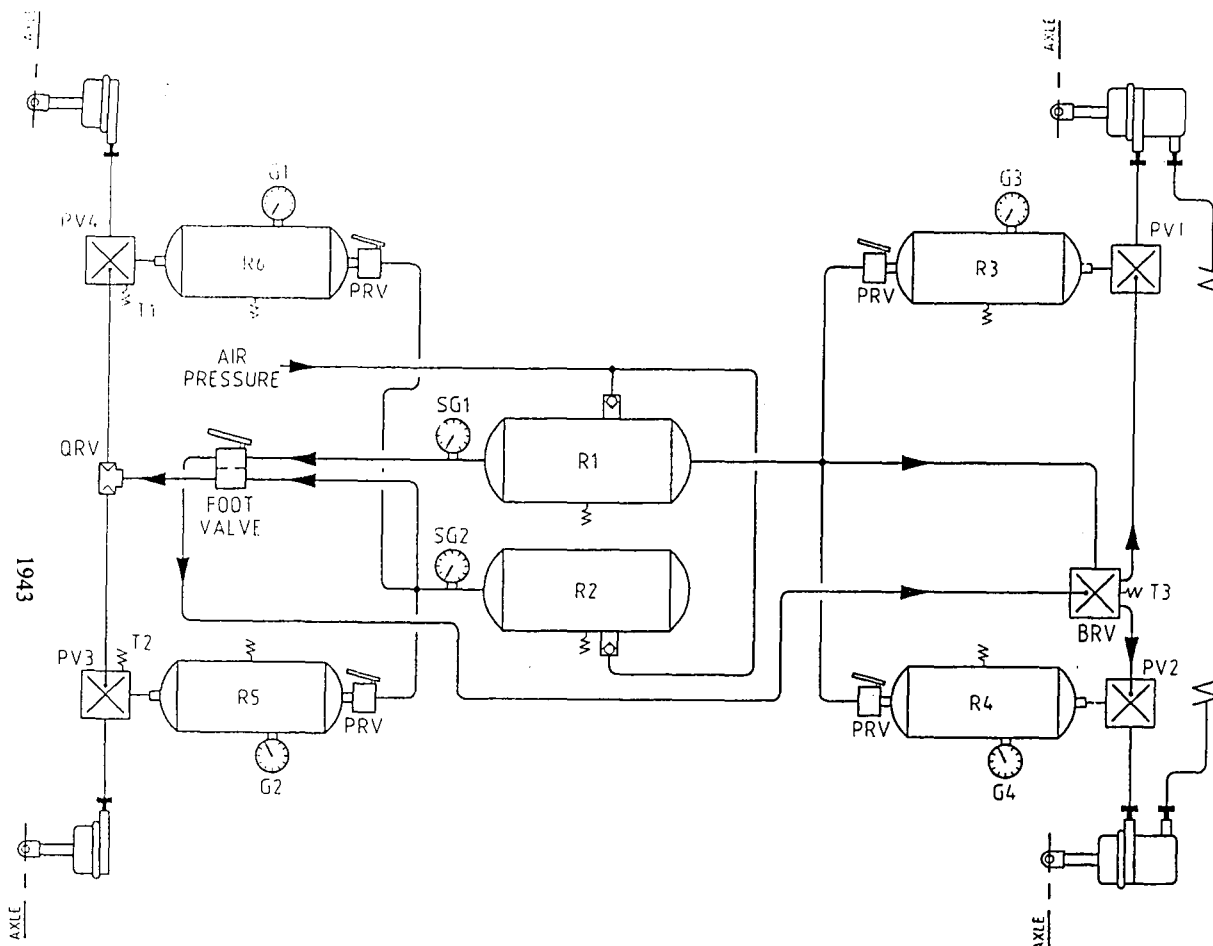 AXLE
AXLE
G1
G3
PV4
PV1
R6
R3
PRV
PRV
T1
AIR
PRESSURE
SG1
QRV
R1
FOOT
VALVE
SG2
1943
R2
T3
BRV
T2
PV3
PV2
R5
R4
PRV
PRV
G2
G4
AXLE
AXLE